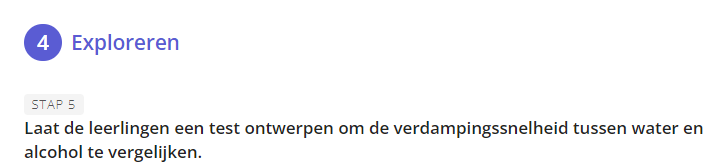 4 Exploreren
STAP 5
Laat de leerlingen een test ontwerpen om de verdampingssnelheid tussen water en
alcohol te vergelijken.